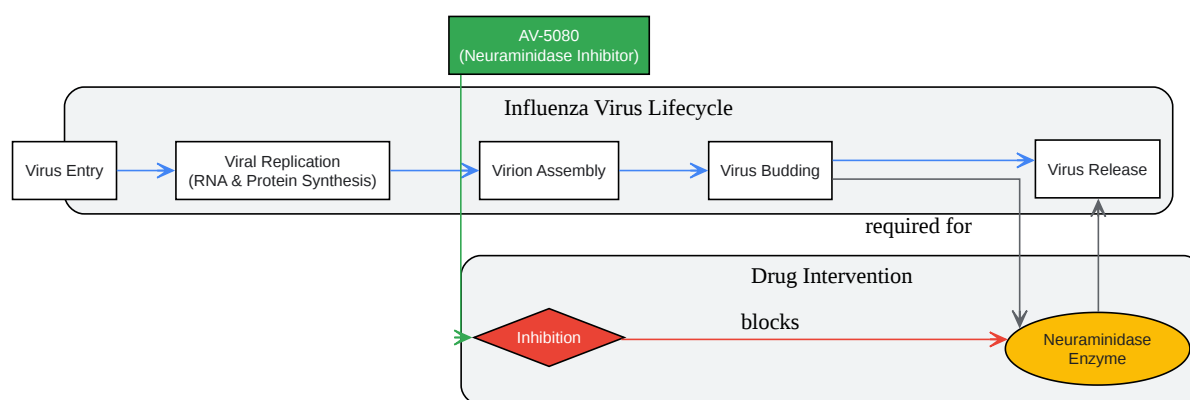 AV-5080
(Neuraminidase Inhibitor)
Influenza Virus Lifecycle
Virus Entry
Viral Replication
(RNA & Protein Synthesis)
Virion Assembly
Virus Budding
Virus Release
required for
Drug Intervention
Inhibition
blocks
Neuraminidase
Enzyme